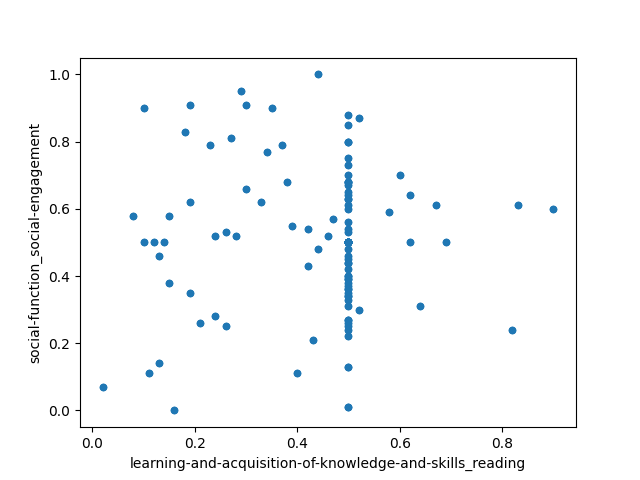 1.0
0.8
0.6
0.4
0.2
0.0
social-function_social-engagement
0.0 0.2 0.4 0.6 0.8
learning-and-acquisition-of-knowledge-and-skills_reading